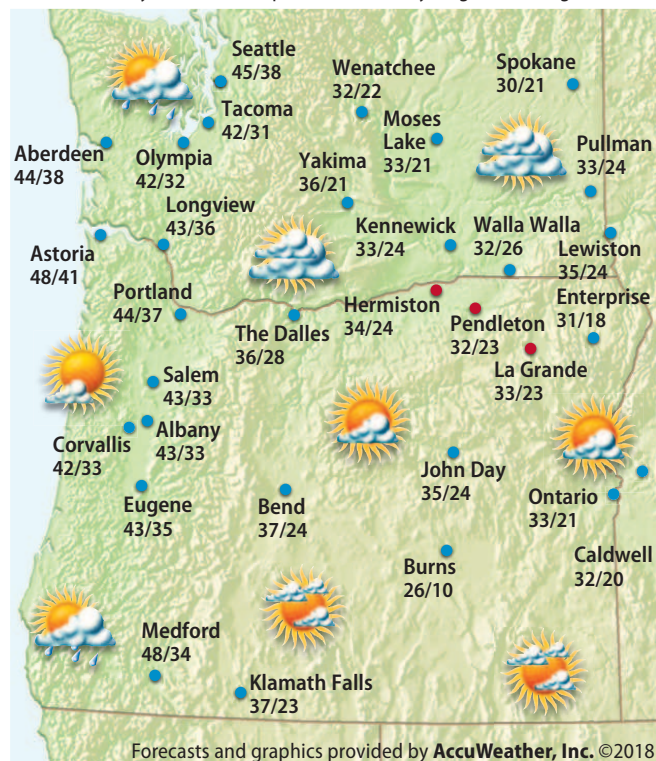 Seattle
45/38
Wenatchee
32/22
Spokane
30/21
Tacoma
42/31
Moses
Lake
33/21
Aberdeen
44/38
Olympia
42/32
Yakima
36/21
Pullman
33/24
Longview
43/36
Kennewick
33/24
Walla Walla
32/26
Lewiston
35/24
Astoria
48/41
Portland
44/37
The Dalles
36/28
Hermiston
34/24
Pendleton
32/23
Enterprise
31/18
La Grande
33/23
Salem
43/33
Corvallis
42/33
Albany
43/33
John Day
35/24
Eugene
43/35
Bend
37/24
Ontario
33/21
Burns
26/10
Caldwell
32/20
Medford
48/34
Klamath Falls
37/23
Forecasts and graphics provided by AccuWeather, Inc. ©2018